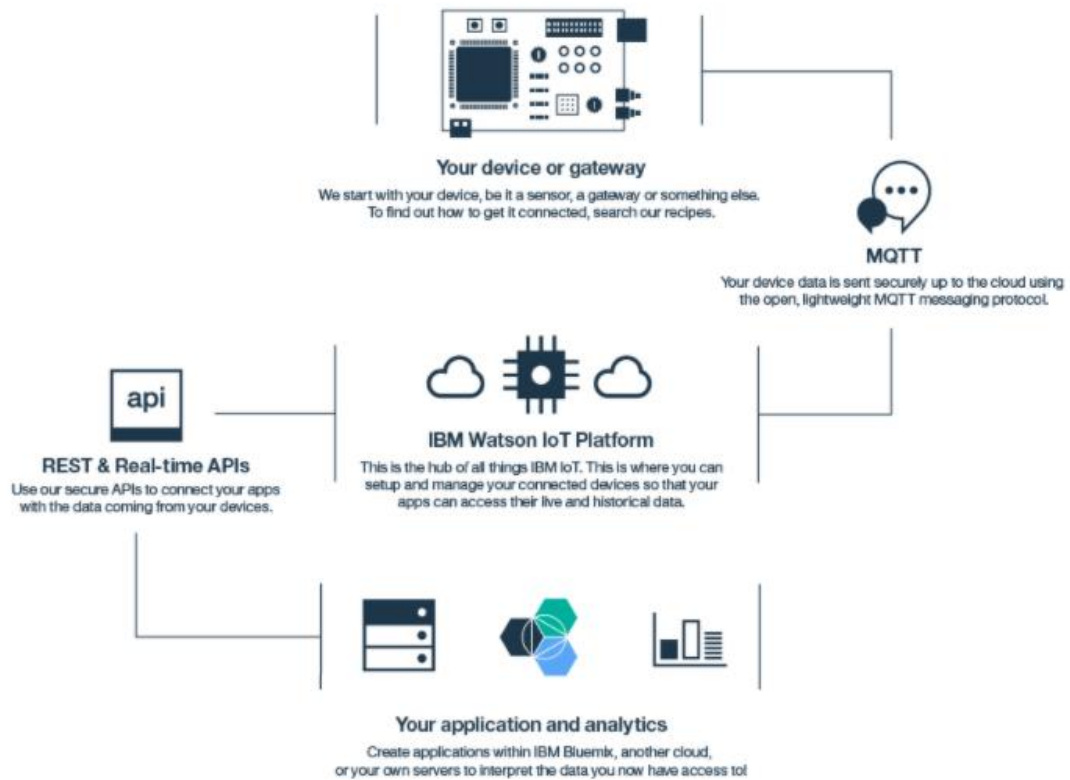 Your device or gateway
We start with your device, be it a sensor, a gateway or something else.
To find out how to get it connected, search our recipes.
MQTT
Your device data is sent securely up to the cloud using
the open, lightweight MQTT messaging protocol.
api
REST & Real-time APIs
Use our secure APIs to connect your apps
with the data coming from your devices.
IBM Watson IoT Platform
This is the hub of all things IBM IoT. This is where you can
setup and manage your connected devices so that your
apps can access their live and historical data.
Your application and analytics
Create applications within IBM Bluemix, another cloud,
or your own servers to interpret the data you now have access to!